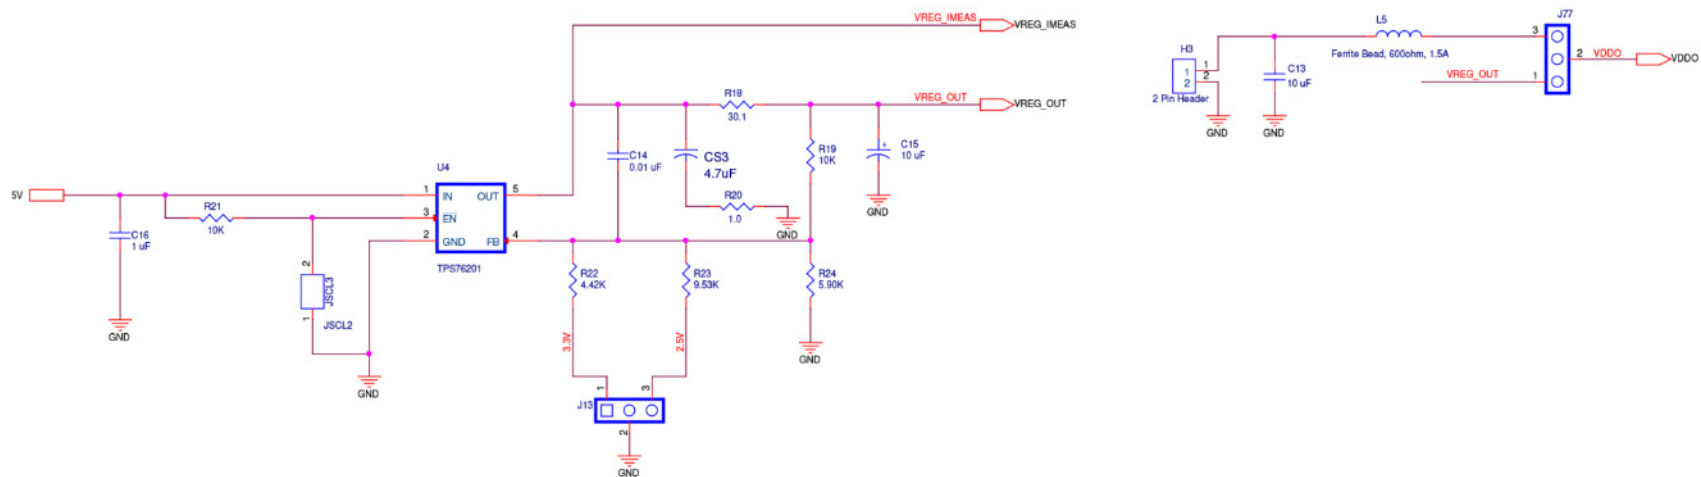 VREG_IMEAS
VREG_IMEAS
R18
30.1
VREG_OUT
VREG_OUT
C14
0.01 uF
CS3
4.7uF
R19
10K
C15
10 uF
GND
R20
1.0
GND
5V
C16
1 uF
GND
R21
10K
U4
1
IN
OUT
5
3
EN
2
GND
FB
4
TPS76201
2
JSCL3
1
JSCL2
GND
R22
4.42K
R23
9.53K
R24
5.90K
GND
3.3V
2.5V
J13
1
3
2
GND
H3
1
2
1
2
2 Pin Header
GND
C13
10 uF
GND
L5
Ferrite Bead, 600ohm, 1.5A
VREG_OUT
J77
3
2
1
VDDO
VDDO